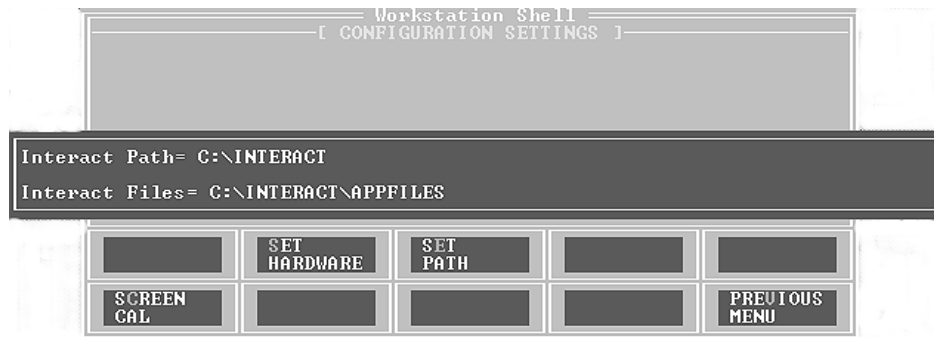 Workstation Shell
[ CONFIGURATION SETTINGS ]
Interact Path= C:\INTERACT
Interact Files= C:\INTERACT\APPFILES
SET
HARDWARE
SET
PATH
SCREEN
CAL
PREVIOUS
MENU